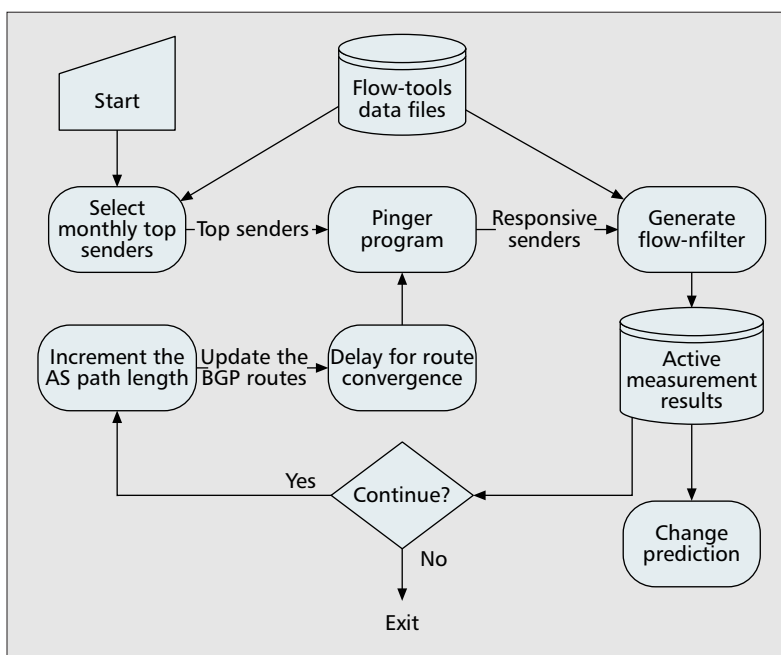 Start
Flow-tools
data files
Select
monthly top
senders
Top senders
Pinger
program
Responsive
senders
Generate
flow-nfilter
Increment the
AS path length
Update the
BGP routes
Delay for route
convergence
Active
measurement
results
Yes
Continue?
No
Change
prediction
Exit